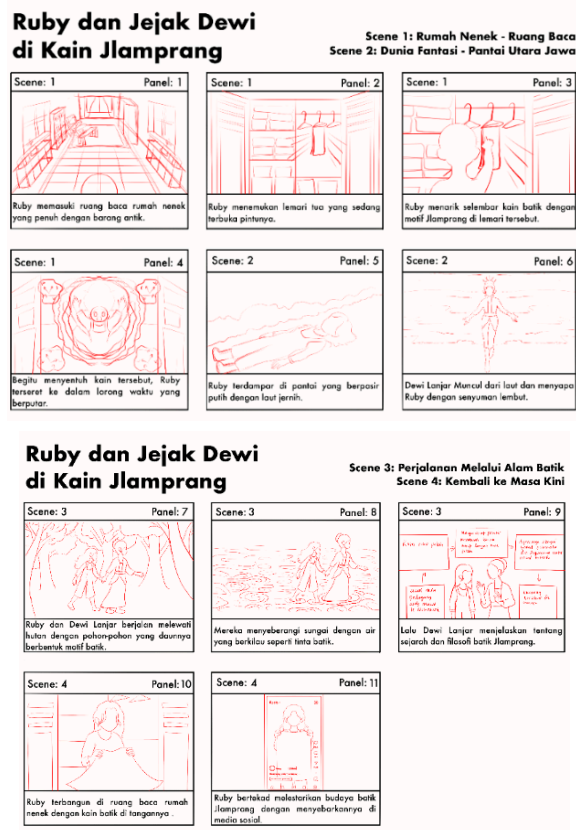 Ruby dan Jejak Dewi
di Kain Jlamprang
Scene 1: Rumah Nenek - Ruang Baca
Scene 2: Dunia Fantasi - Pantai Utara Jawa
Scene: 1 Panel: 1
Ruby memasuki ruang baca rumah nenek
yang penuh dengan barang antik.
Scene: 1 Panel: 2
Ruby menemukan lemari tua yang sedang
terbuka pintunya.
Scene: 1 Panel: 3
Ruby menarik selembar kain batik dengan
motif Jlamprang di lemari tersebut.
Scene: 1 Panel: 4
Begitu menyentuh kain tersebut, Ruby
terseret ke dalam lorong waktu yang
berputar.
Scene: 2 Panel: 5
Ruby terdampar di pantai yang berpasir
putih dengan laut jernih.
Scene: 2 Panel: 6
Dewi Lanjar Muncul dari laut dan menyapa
Ruby dengan senyuman lembut.
Ruby dan Jejak Dewi
di Kain Jlamprang
Scene 3: Perjalanan Melalui Alam Batik
Scene 4: Kembali ke Masa Kini
Scene: 3 Panel: 7
Ruby dan Dewi Lanjar berjalan melewati
hutan dengan pohon-pohon yang daunnya
berbentuk motif batik.
Scene: 3 Panel: 8
Mereka menyeberangi sungai dengan air
yang berkilau seperti tinta batik.
Scene: 3 Panel: 9
Lalu Dewi Lanjar menjelaskan tentang
sejarah dan filosofi batik Jlamprang.
Scene: 4 Panel: 10
Ruby terbangun di ruang baca rumah
nenek dengan kain batik di tangannya .
Scene: 4 Panel: 11
Ruby bertekad melestarikan budaya batik
Jlamprang dengan menyebarkannya di
media sosial.